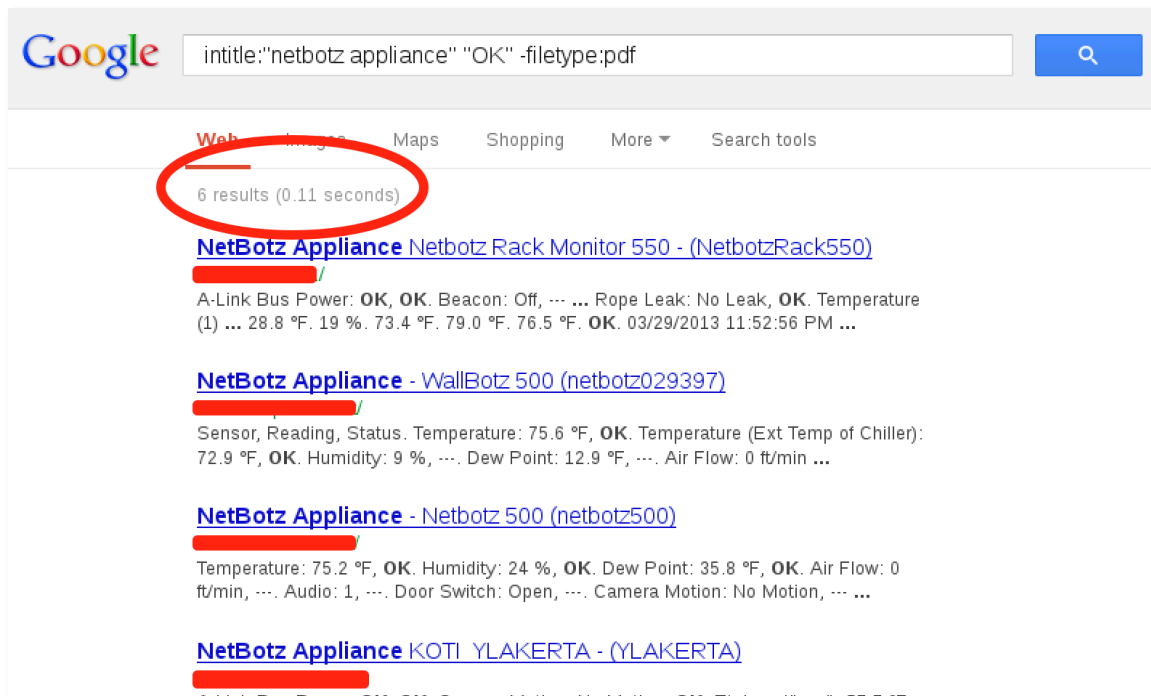 Google
intitle:"netbotz appliance" "OK" -filetype:pdf
Web Images Maps Shopping More Search tools
6 results (0.11 seconds)
NetBotz Appliance Netbotz Rack Monitor 550 - (NetbotzRack550)
/
A-Link Bus Power: OK, OK. Beacon: Off, --- ... Rope Leak: No Leak, OK. Temperature
(1) ... 28.8 °F. 19 %. 73.4 °F. 79.0 °F. 76.5 °F. OK. 03/29/2013 11:52:56 PM ...
NetBotz Appliance - WallBotz 500 (netbotz029397)
/
Sensor, Reading, Status. Temperature: 75.6 °F, OK. Temperature (Ext Temp of Chiller):
72.9 °F, OK. Humidity: 9 %, ---. Dew Point: 12.9 °F, ---. Air Flow: 0 ft/min ...
NetBotz Appliance - Netbotz 500 (netbotz500)
/
Temperature: 75.2 °F, OK. Humidity: 24 %, OK. Dew Point: 35.8 °F, OK. Air Flow: 0
ft/min, ---. Audio: 1, ---. Door Switch: Open, ---. Camera Motion: No Motion, --- ...
NetBotz Appliance KOTI YLAKERTA - (YLAKERTA)